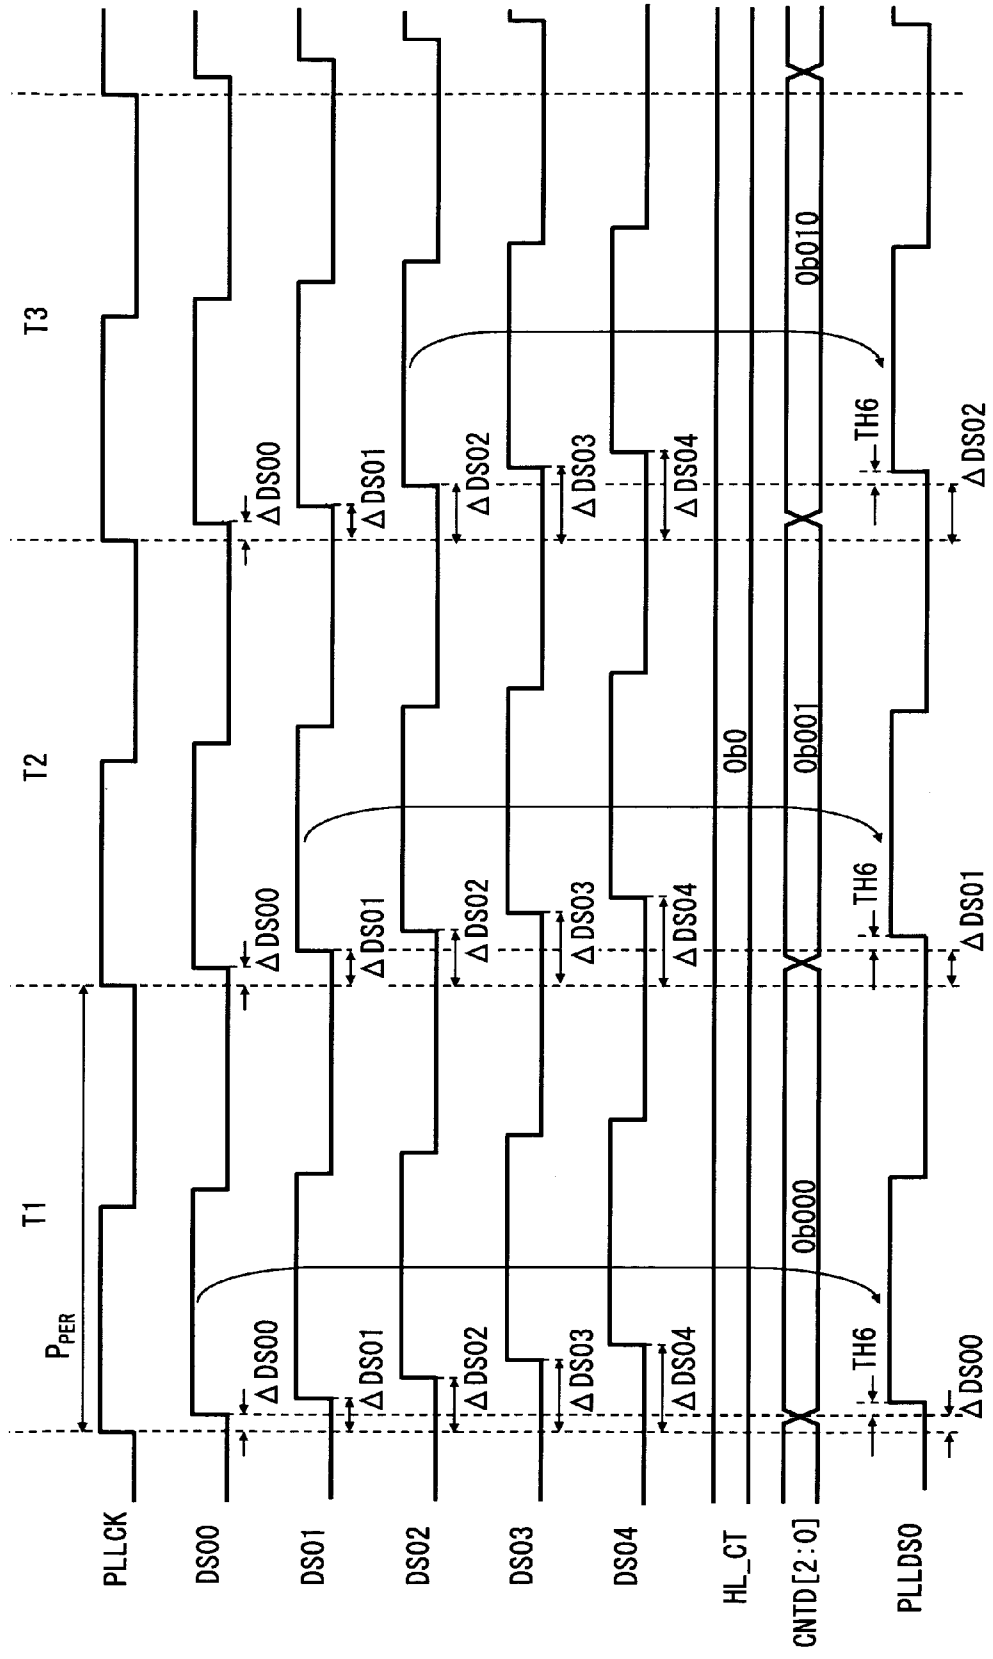 T1 T2 T3
PPER
PLLCK
DS00
ΔDS00 ΔDS00 ΔDS00
DS01
ΔDS01 ΔDS01 ΔDS01
DS02
ΔDS02 ΔDS02 ΔDS02
DS03
ΔDS03 ΔDS03 ΔDS03
DS04
ΔDS04 ΔDS04 ΔDS04
HL_CT 0b0
CNTD[2:0] 0b000 0b001 0b010
TH6 TH6 TH6
PLLDSO
ΔDS00 ΔDS01 ΔDS02